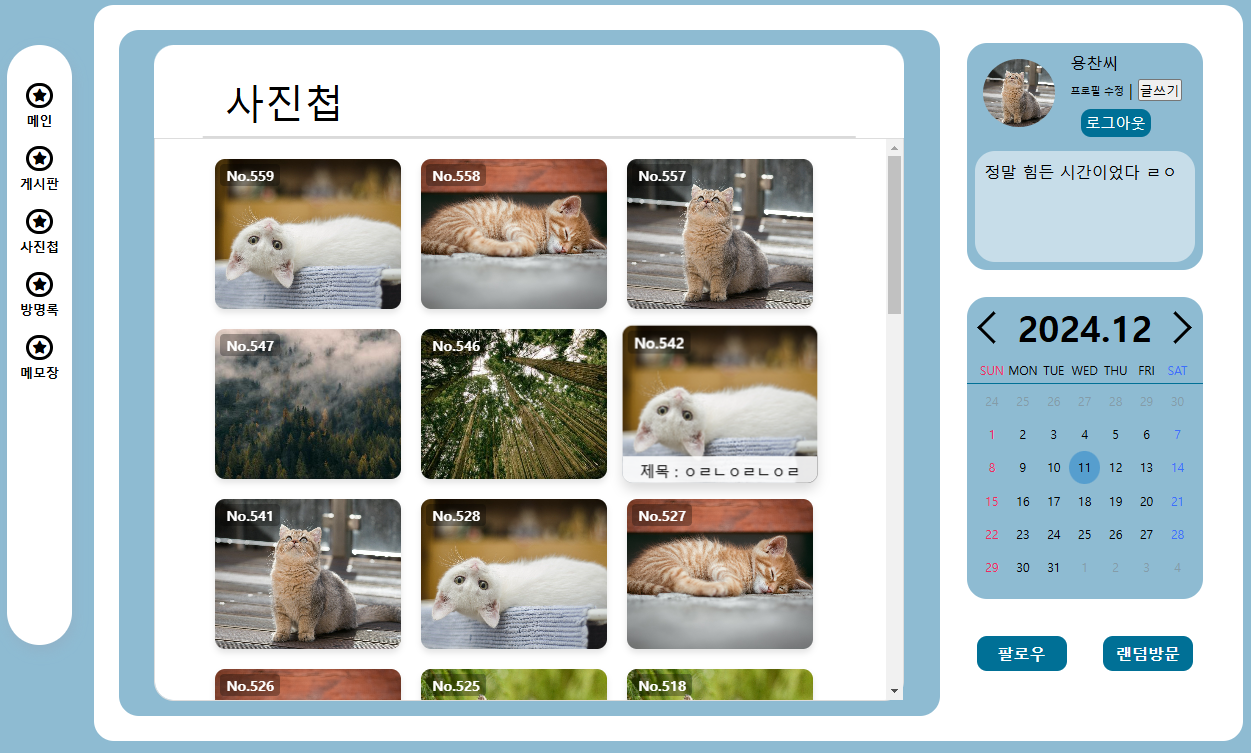 메인
게시판
사진첩
방명록
메모장
사진첩
No.559
No.558
No.557
No.547
No.546
No.542
제목 : ㅇㄹㄴㅇㄹㄴㅇㄹ
No.541
No.528
No.527
No.526
No.525
No.518
용찬씨
프로필 수정 | 글쓰기
로그아웃
정말 힘든 시간이었다 ㄹㅇ
2024.12
SUN MON TUE WED THU FRI SAT
24 25 26 27 28 29 30
1 2 3 4 5 6 7
8 9 10 11 12 13 14
15 16 17 18 19 20 21
22 23 24 25 26 27 28
29 30 31 1 2 3 4
팔로우
랜덤방문